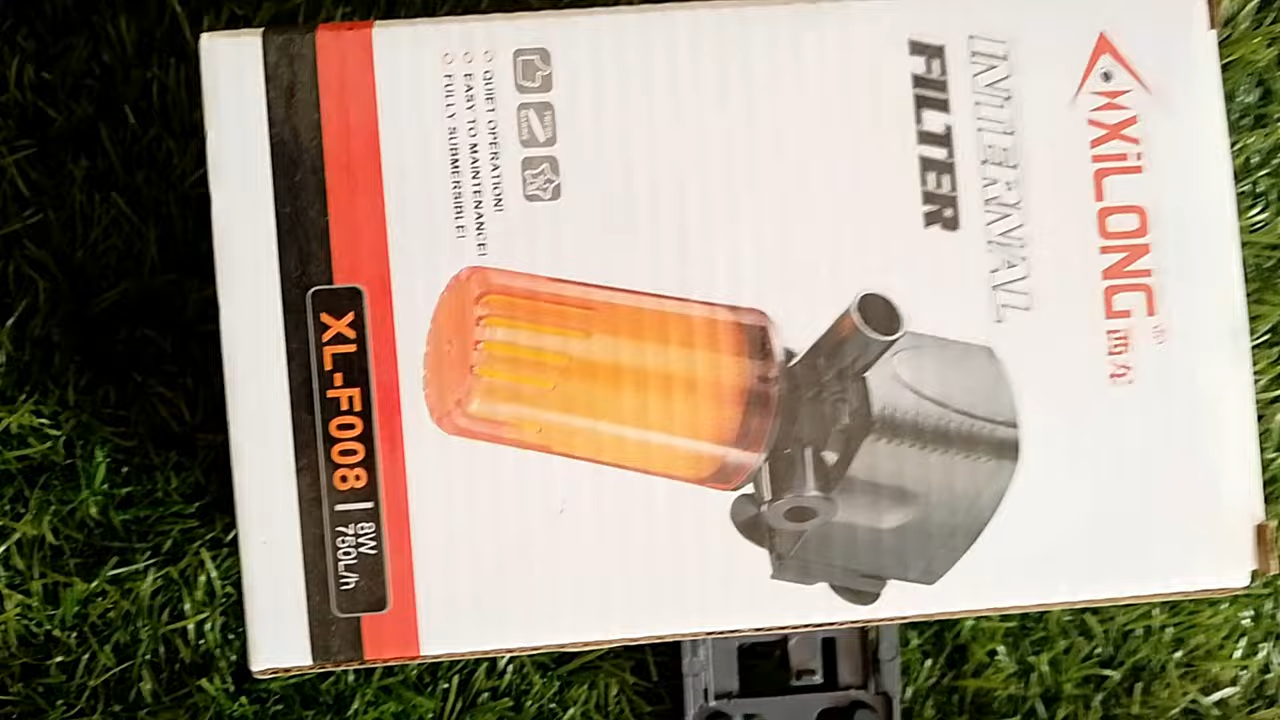 XiLONG
INTERNAL
FILTER
QUIET OPERATION!
EASY TO MAINTENANCE!
FULLY SUBMERSIBLE!
XL-F008
8W
750L/h